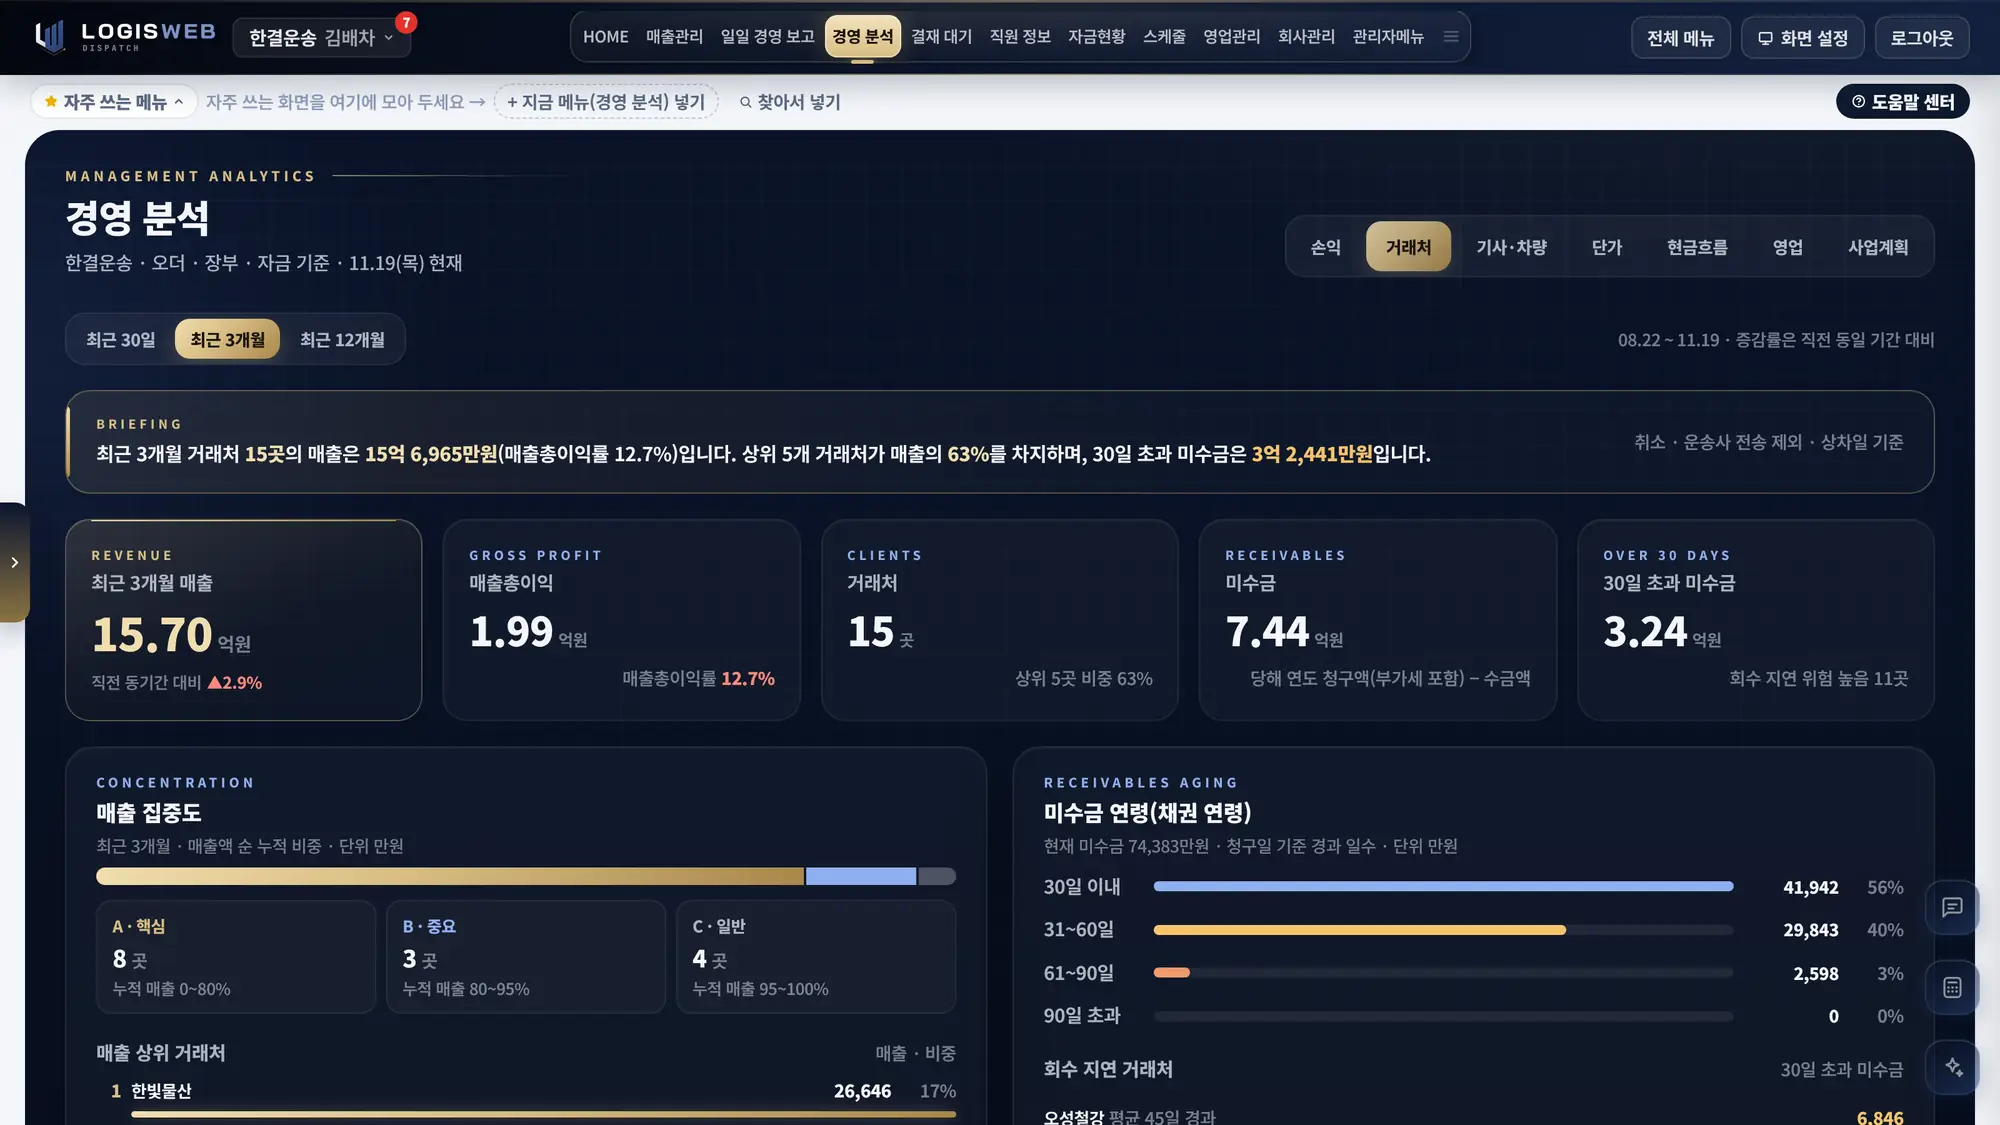 LOGISWEB
DISPATCH
한결운송 김배차
7
HOME 매출관리 일일 경영 보고 경영 분석 결재 대기 직원 정보 자금현황 스케줄 영업관리 회사관리 관리자메뉴
전체 메뉴 화면 설정 로그아웃
자주 쓰는 메뉴 자주 쓰는 화면을 여기에 모아 두세요 → + 지금 메뉴(경영 분석) 넣기 찾아서 넣기
도움말 센터
MANAGEMENT ANALYTICS
경영 분석
한결운송 · 오더 · 장부 · 자금 기준 · 11.19(목) 현재
손익 거래처 기사·차량 단가 현금흐름 영업 사업계획
최근 30일 최근 3개월 최근 12개월
08.22 ~ 11.19 · 증감률은 직전 동일 기간 대비
BRIEFING
최근 3개월 거래처 15곳의 매출은 15억 6,965만원(매출총이익률 12.7%)입니다. 상위 5개 거래처가 매출의 63%를 차지하며, 30일 초과 미수금은 3억 2,441만원입니다.
취소 · 운송사 전송 제외 · 상차일 기준
REVENUE
최근 3개월 매출
15.70 억원
직전 동기간 대비 ▲2.9%
GROSS PROFIT
매출총이익
1.99 억원
매출총이익률 12.7%
CLIENTS
거래처
15 곳
상위 5곳 비중 63%
RECEIVABLES
미수금
7.44 억원
당해 연도 청구액(부가세 포함) − 수금액
OVER 30 DAYS
30일 초과 미수금
3.24 억원
회수 지연 위험 높음 11곳
CONCENTRATION
매출 집중도
최근 3개월 · 매출액 순 누적 비중 · 단위 만원
A · 핵심
8 곳
누적 매출 0~80%
B · 중요
3 곳
누적 매출 80~95%
C · 일반
4 곳
누적 매출 95~100%
매출 상위 거래처 매출 · 비중
1 한빛물산 26,646 17%
RECEIVABLES AGING
미수금 연령(채권 연령)
현재 미수금 74,383만원 · 청구일 기준 경과 일수 · 단위 만원
30일 이내 41,942 56%
31~60일 29,843 40%
61~90일 2,598 3%
90일 초과 0 0%
회수 지연 거래처 30일 초과 미수금
오성철강 평균 45일 경과 6,846